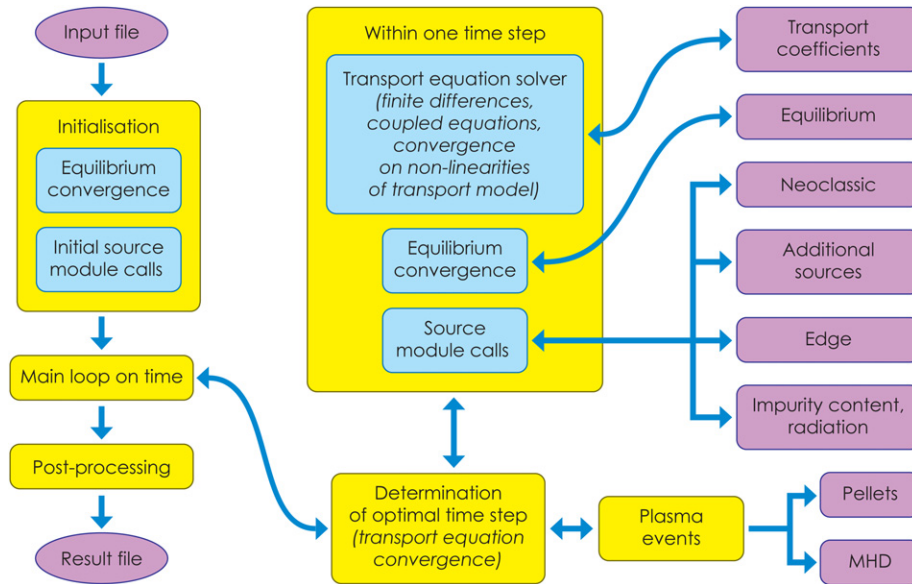 Input file
Initialisation
Equilibrium
convergence
Initial source
module calls
Main loop on time
Post-processing
Result file
Within one time step
Transport equation solver
(finite differences,
coupled equations,
convergence
on non-linearities
of transport model)
Equilibrium
convergence
Source
module calls
Determination
of optimal time step
(transport equation
convergence)
Plasma
events
Transport
coefficients
Equilibrium
Neoclassic
Additional
sources
Edge
Impurity content,
radiation
Pellets
MHD